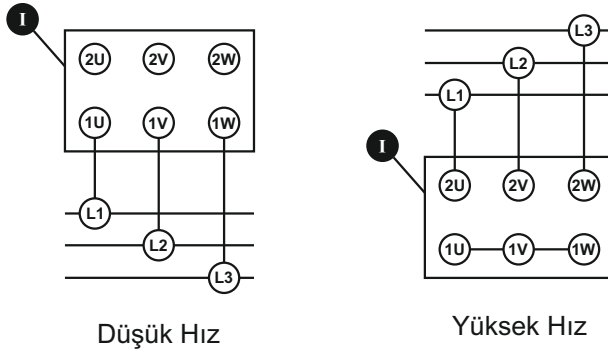 I
2U 2V 2W
1U 1V 1W
L1
L2
L3
Düşük Hız
L3
L2
L1
I
2U 2V 2W
1U 1V 1W
Yüksek Hız